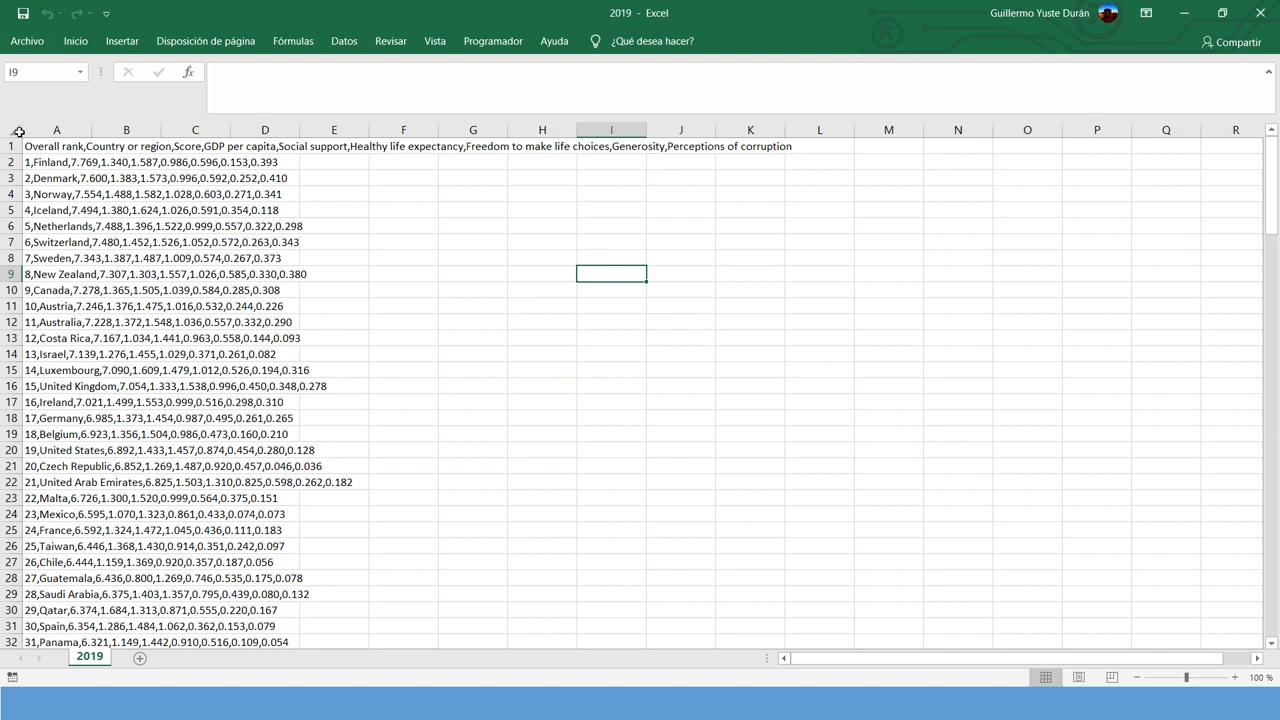 2019 - Excel
Guillermo Yuste Durán
Archivo Inicio Insertar Disposición de página Fórmulas Datos Revisar Vista Programador Ayuda ¿Qué desea hacer? Compartir
I9 fx
A B C D E F G H I J K L M N O P Q R
1 Overall rank,Country or region,Score,GDP per capita,Social support,Healthy life expectancy,Freedom to make life choices,Generosity,Perceptions of corruption
2 1,Finland,7.769,1.340,1.587,0.986,0.596,0.153,0.393
3 2,Denmark,7.600,1.383,1.573,0.996,0.592,0.252,0.410
4 3,Norway,7.554,1.488,1.582,1.028,0.603,0.271,0.341
5 4,Iceland,7.494,1.380,1.624,1.026,0.591,0.354,0.118
6 5,Netherlands,7.488,1.396,1.522,0.999,0.557,0.322,0.298
7 6,Switzerland,7.480,1.452,1.526,1.052,0.572,0.263,0.343
8 7,Sweden,7.343,1.387,1.487,1.009,0.574,0.267,0.373
9 8,New Zealand,7.307,1.303,1.557,1.026,0.585,0.330,0.380
10 9,Canada,7.278,1.365,1.505,1.039,0.584,0.285,0.308
11 10,Austria,7.246,1.376,1.475,1.016,0.532,0.244,0.226
12 11,Australia,7.228,1.372,1.548,1.036,0.557,0.332,0.290
13 12,Costa Rica,7.167,1.034,1.441,0.963,0.558,0.144,0.093
14 13,Israel,7.139,1.276,1.455,1.029,0.371,0.261,0.082
15 14,Luxembourg,7.090,1.609,1.479,1.012,0.526,0.194,0.316
16 15,United Kingdom,7.054,1.333,1.538,0.996,0.450,0.348,0.278
17 16,Ireland,7.021,1.499,1.553,0.999,0.516,0.298,0.310
18 17,Germany,6.985,1.373,1.454,0.987,0.495,0.261,0.265
19 18,Belgium,6.923,1.356,1.504,0.986,0.473,0.160,0.210
20 19,United States,6.892,1.433,1.457,0.874,0.454,0.280,0.128
21 20,Czech Republic,6.852,1.269,1.487,0.920,0.457,0.046,0.036
22 21,United Arab Emirates,6.825,1.503,1.310,0.825,0.598,0.262,0.182
23 22,Malta,6.726,1.300,1.520,0.999,0.564,0.375,0.151
24 23,Mexico,6.595,1.070,1.323,0.861,0.433,0.074,0.073
25 24,France,6.592,1.324,1.472,1.045,0.436,0.111,0.183
26 25,Taiwan,6.446,1.368,1.430,0.914,0.351,0.242,0.097
27 26,Chile,6.444,1.159,1.369,0.920,0.357,0.187,0.056
28 27,Guatemala,6.436,0.800,1.269,0.746,0.535,0.175,0.078
29 28,Saudi Arabia,6.375,1.403,1.357,0.795,0.439,0.080,0.132
30 29,Qatar,6.374,1.684,1.313,0.871,0.555,0.220,0.167
31 30,Spain,6.354,1.286,1.484,1.062,0.362,0.153,0.079
32 31,Panama,6.321,1.149,1.442,0.910,0.516,0.109,0.054
2019
100 %